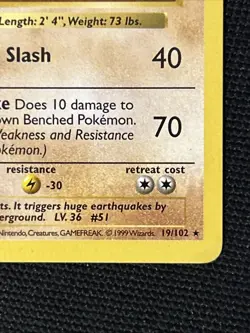 Length: 2' 4", Weight: 73 lbs.
Slash 40
Does 10 damage to
own Benched Pokémon.
Weakness and Resistance 70
okémon.)
resistance retreat cost
-30
ts. It triggers huge earthquakes by
erground. LV. 36 #51
Nintendo, Creatures, GAMEFREAK. © 1999 Wizards. 19/102 ★